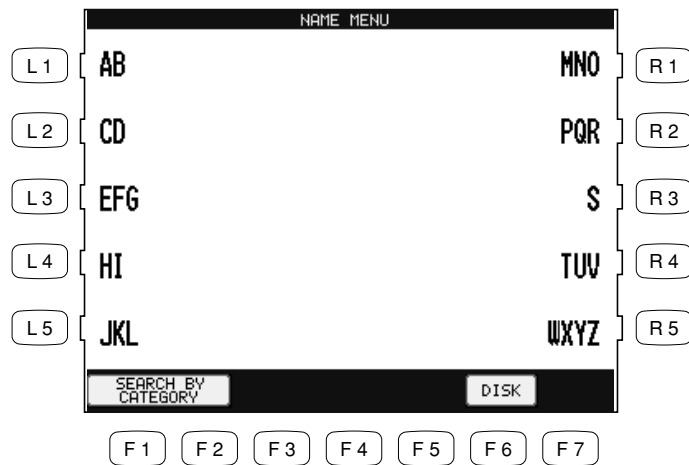 NAME MENU
L1 AB MNO R1
L2 CD PQR R2
L3 EFG S R3
L4 HI TUV R4
L5 JKL WXYZ R5
SEARCH BY
CATEGORY
DISK
F1 F2 F3 F4 F5 F6 F7